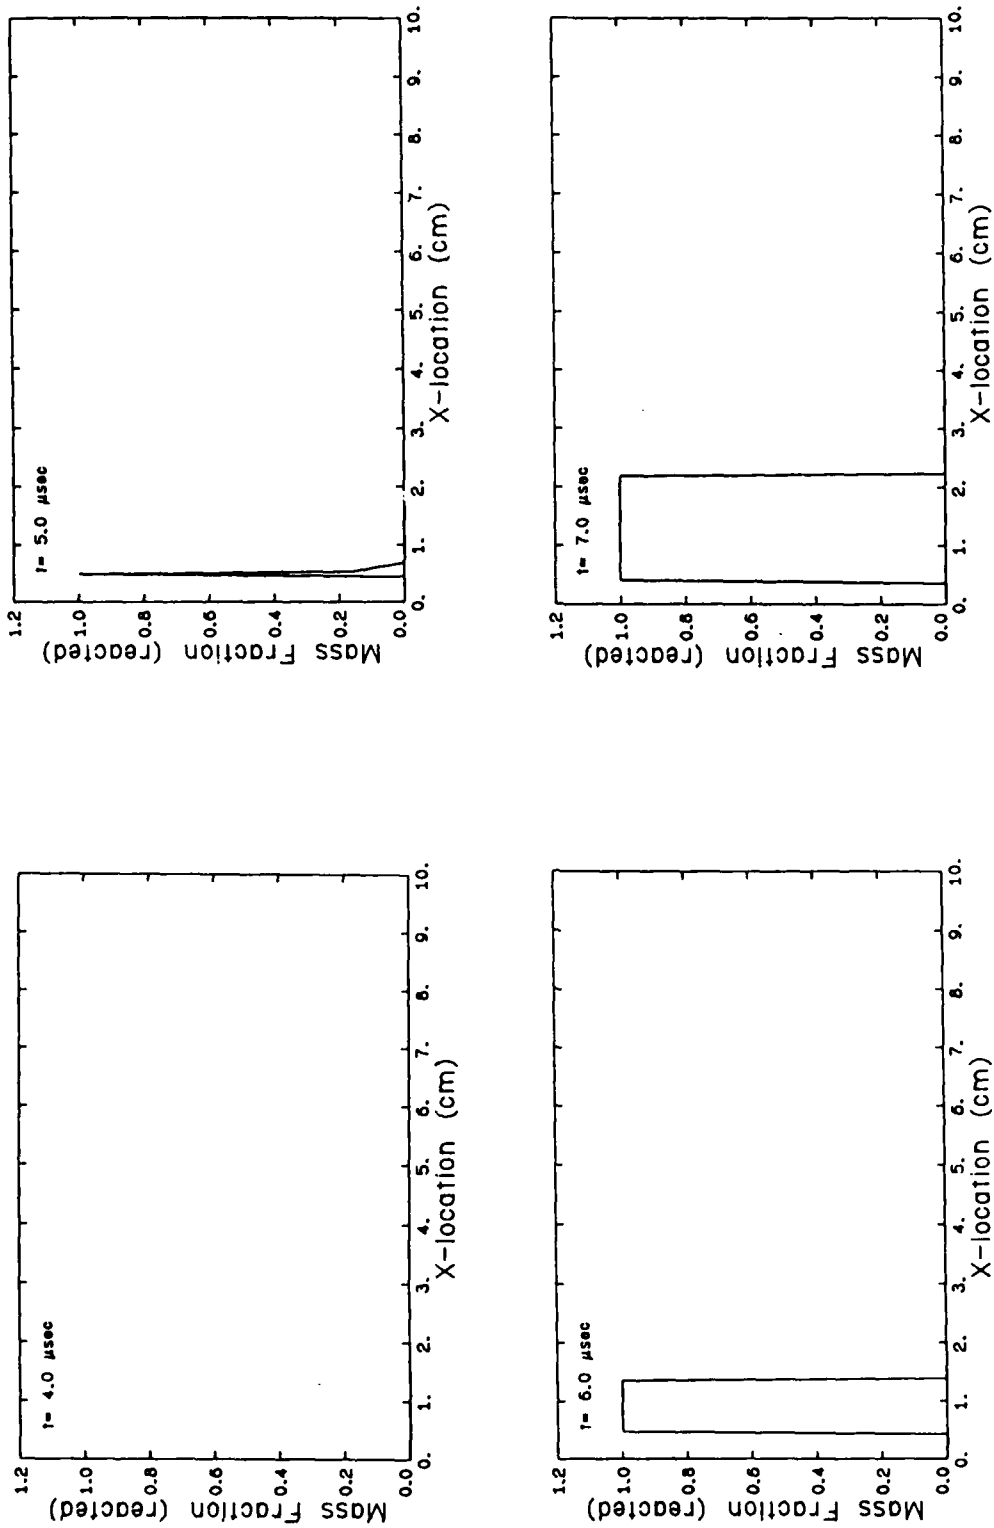 t= 4.0 μsec
Mass Fraction (reacted)
1.2
1.0
0.8
0.6
0.4
0.2
0.0
0. 1. 2. 3. 4. 5. 6. 7. 8. 9. 10.
X-location (cm)
t= 5.0 μsec
Mass Fraction (reacted)
1.2
1.0
0.8
0.6
0.4
0.2
0.0
0. 1. 2. 3. 4. 5. 6. 7. 8. 9. 10.
X-location (cm)
t= 6.0 μsec
Mass Fraction (reacted)
1.2
1.0
0.8
0.6
0.4
0.2
0.0
0. 1. 2. 3. 4. 5. 6. 7. 8. 9. 10.
X-location (cm)
t= 7.0 μsec
Mass Fraction (reacted)
1.2
1.0
0.8
0.6
0.4
0.2
0.0
0. 1. 2. 3. 4. 5. 6. 7. 8. 9. 10.
X-location (cm)